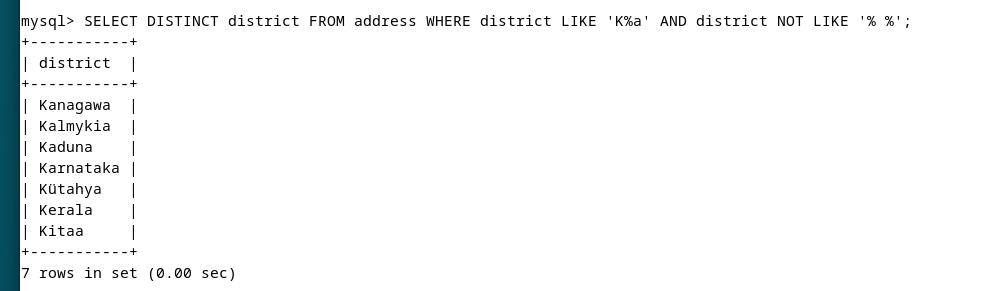 mysql> SELECT DISTINCT district FROM address WHERE district LIKE 'K%a' AND district NOT LIKE '% %';
+-----------+
| district  |
+-----------+
| Kanagawa  |
| Kalmykia  |
| Kaduna    |
| Karnataka |
| Kütahya   |
| Kerala    |
| Kitaa     |
+-----------+
7 rows in set (0.00 sec)